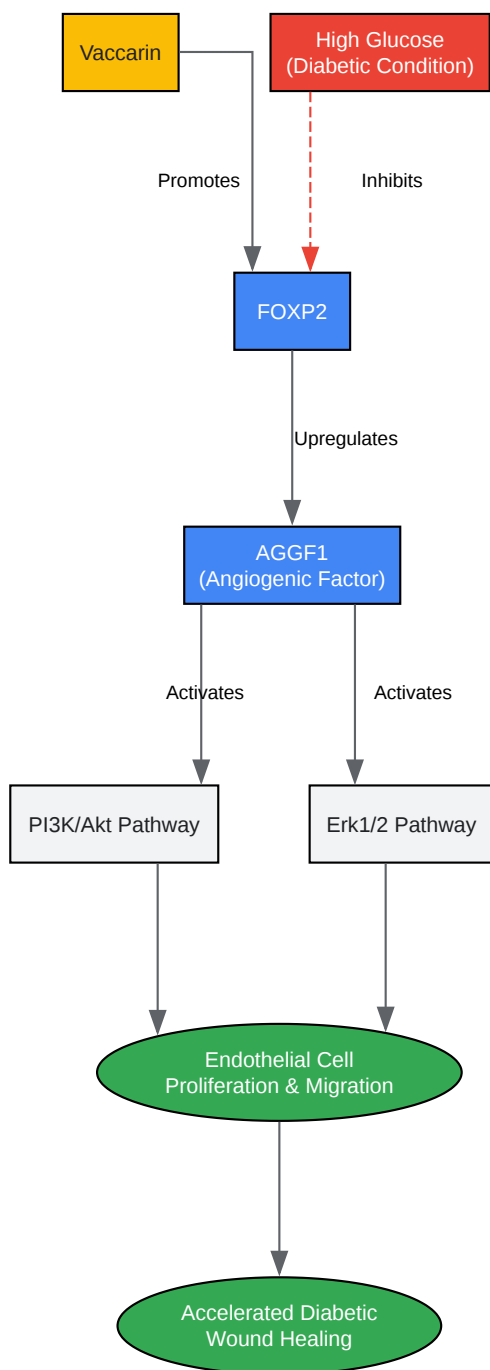 Vaccarin
High Glucose
(Diabetic Condition)
Promotes
Inhibits
FOXP2
Upregulates
AGGF1
(Angiogenic Factor)
Activates
Activates
PI3K/Akt Pathway
Erk1/2 Pathway
Endothelial Cell
Proliferation & Migration
Accelerated Diabetic
Wound Healing